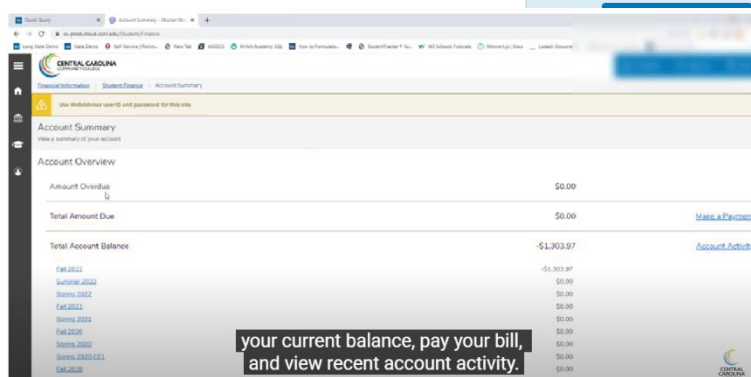 Quick Query
Account Summary - Student
CENTRAL CAROLINA
COMMUNITY COLLEGE
Financial Information Student Finance Account Summary
Use WebAdvisor userID and password for this site.
Account Summary
View a summary of your account
Account Overview
Amount Overdue $0.00
Total Amount Due $0.00 Make a Paymen
Total Account Balance -$1,303.97 Account Activit
Fall 2022 -$1,303.97
Summer 2022 $0.00
Spring 2022 $0.00
Fall 2021 $0.00
Spring 2021 $0.00
Fall 2020 $0.00
Spring 2020 $0.00
Spring 2020 CE1 $0.00
Fall 2019 $0.00
your current balance, pay your bill,
and view recent account activity.
CENTRAL
CAROLINA